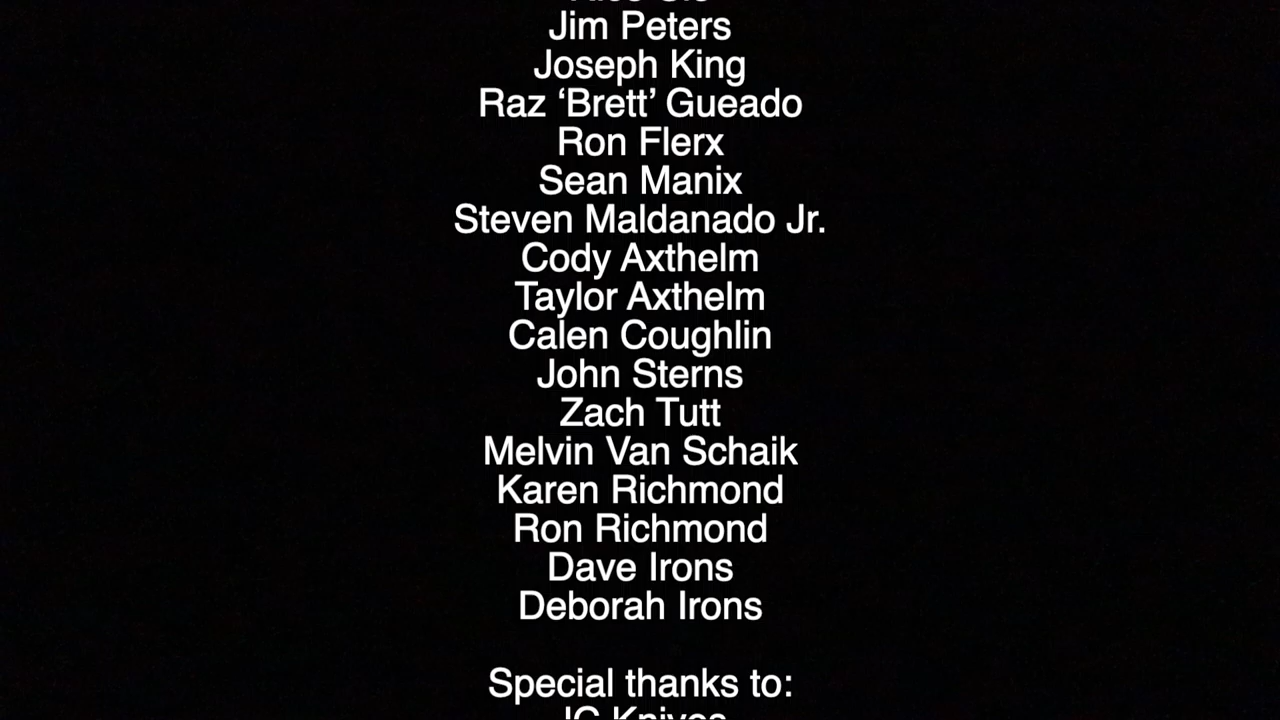 Jim Peters
Joseph King
Raz ‘Brett’ Gueado
Ron Flerx
Sean Manix
Steven Maldanado Jr.
Cody Axthelm
Taylor Axthelm
Calen Coughlin
John Sterns
Zach Tutt
Melvin Van Schaik
Karen Richmond
Ron Richmond
Dave Irons
Deborah Irons
Special thanks to: